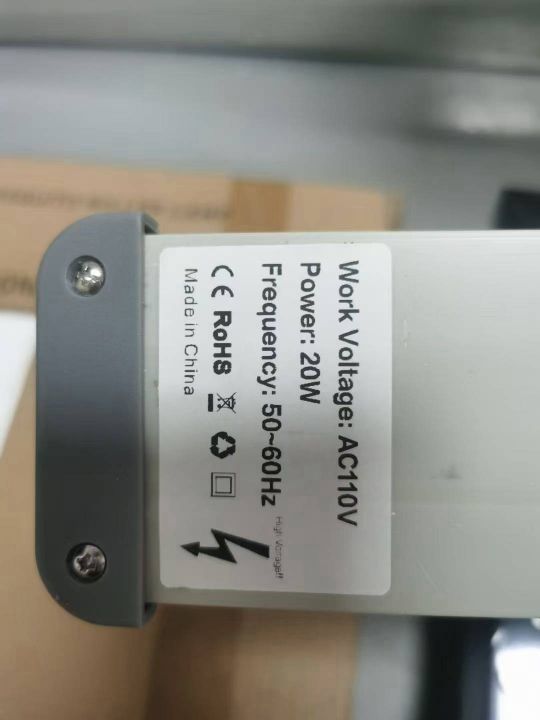 Work Voltage: AC110V
Power: 20W
Frequency: 50~60Hz
CE RoHS
Made in China
High Voltage!!